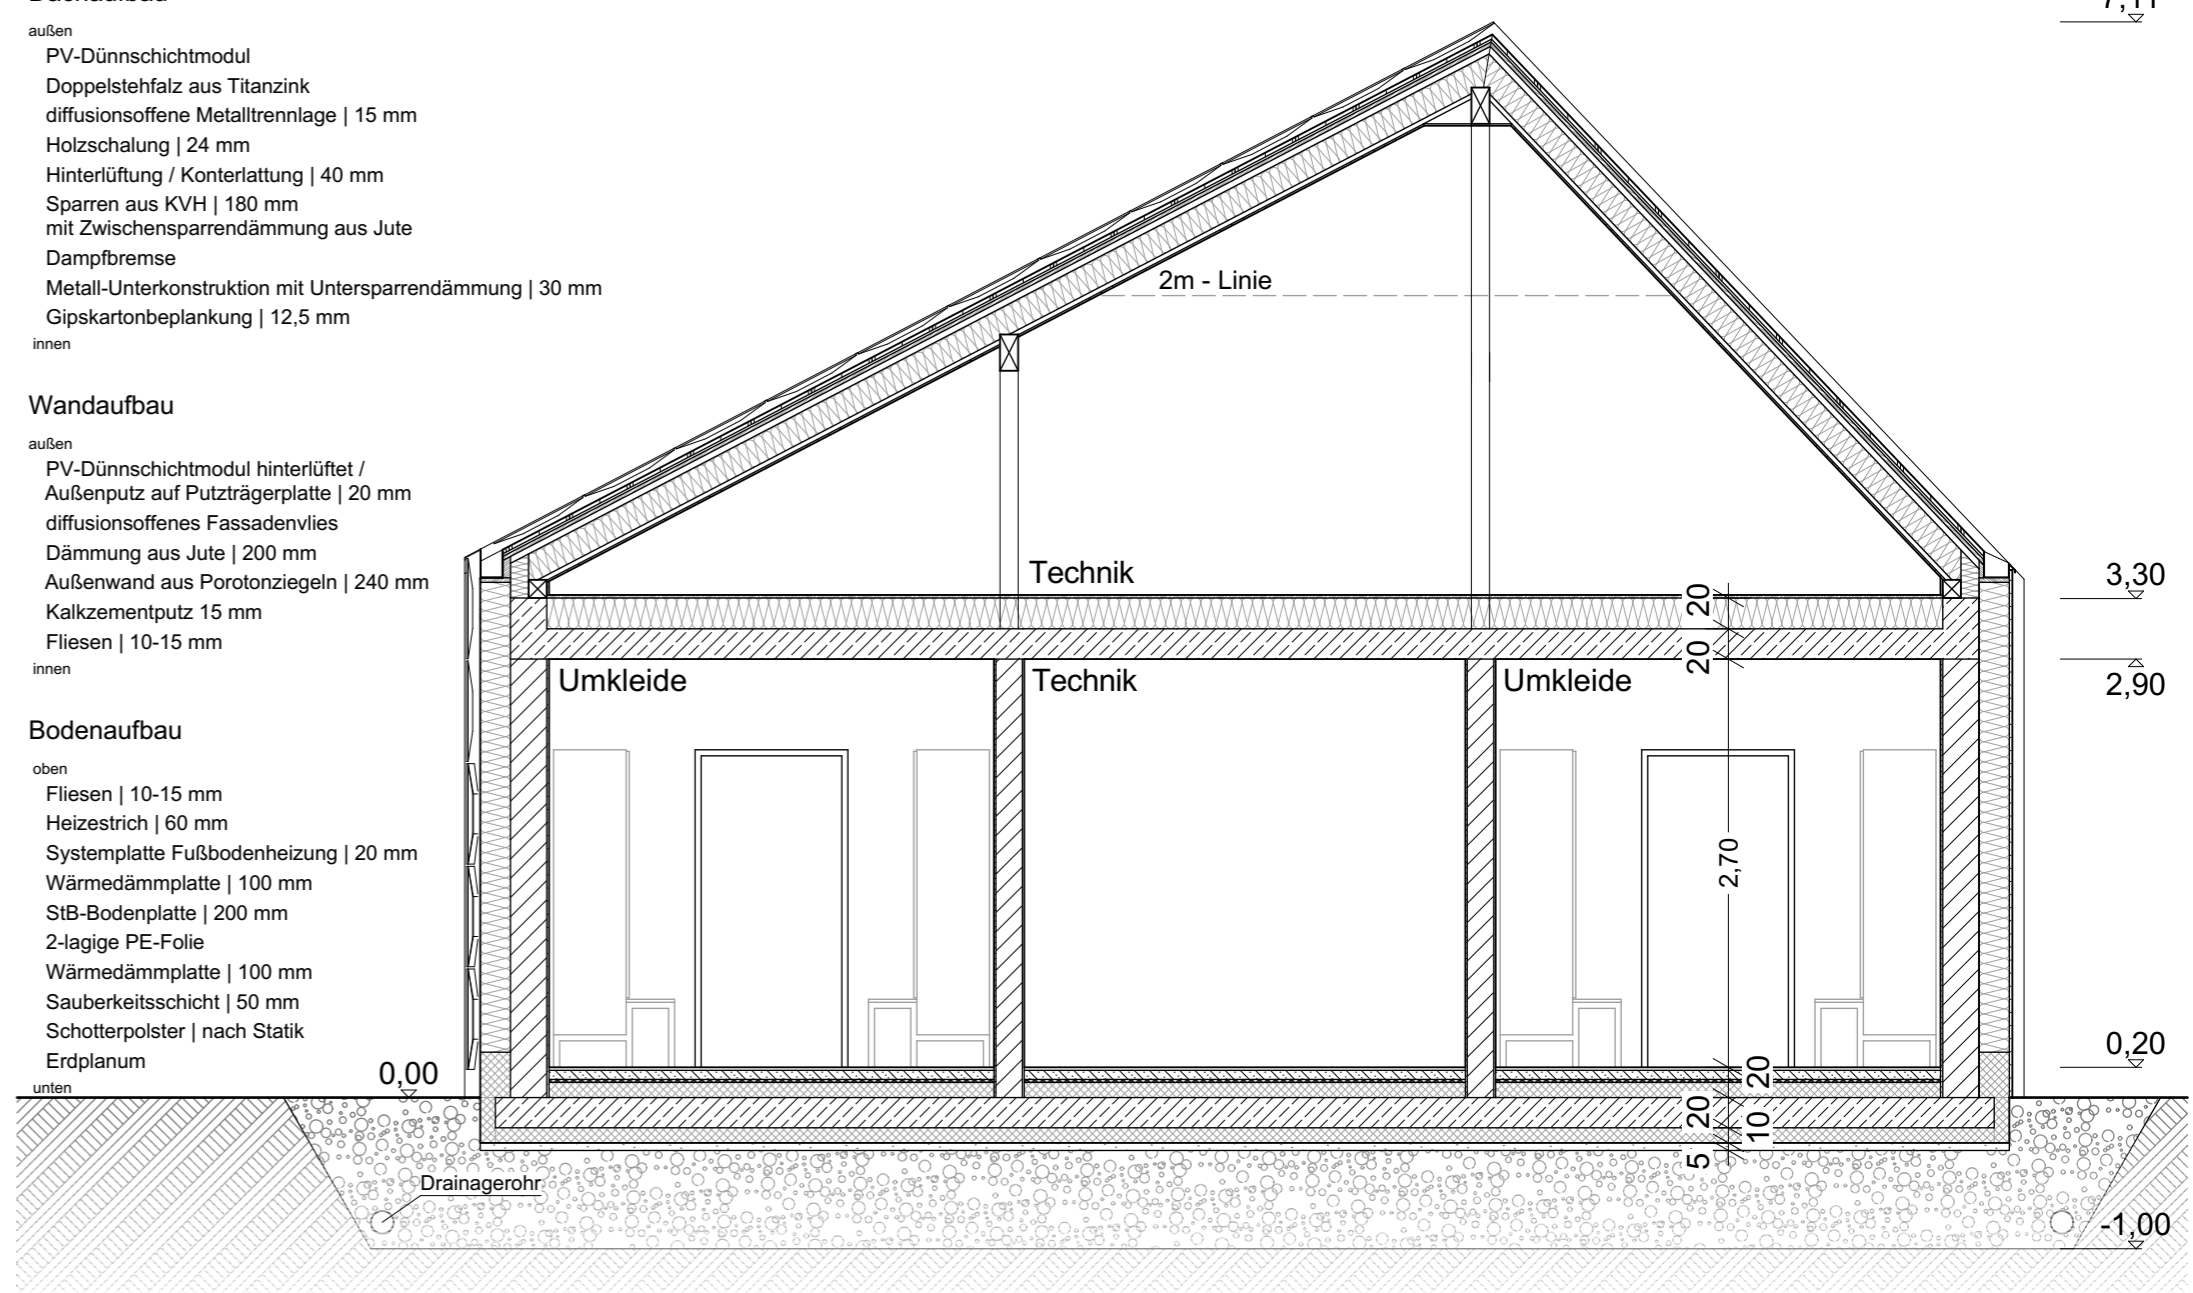 außen
PV-Dünnschichtmodul
Doppelstehfalz aus Titanzink
diffusionsoffene Metalltrennlage | 15 mm
Holzschalung | 24 mm
Hinterlüftung / Konterlattung | 40 mm
Sparren aus KVH | 180 mm
mit Zwischensparrendämmung aus Jute
Dampfbremse
Metall-Unterkonstruktion mit Untersparrendämmung | 30 mm
Gipskartonbeplankung | 12,5 mm
innen
Wandaufbau
außen
PV-Dünnschichtmodul hinterlüftet /
Außenputz auf Putzträgerplatte | 20 mm
diffusionsoffenes Fassadenvlies
Dämmung aus Jute | 200 mm
Außenwand aus Porotonziegeln | 240 mm
Kalkzementputz 15 mm
Fliesen | 10-15 mm
innen
Bodenaufbau
oben
Fliesen | 10-15 mm
Heizestrich | 60 mm
Systemplatte Fußbodenheizung | 20 mm
Wärmedämmplatte | 100 mm
StB-Bodenplatte | 200 mm
2-lagige PE-Folie
Wärmedämmplatte | 100 mm
Sauberkeitsschicht | 50 mm
Schotterpolster | nach Statik
Erdplanum
unten
0,00
2m - Linie
Technik
Umkleide
Technik
Umkleide
20
20
2,70
20
20
10
5
Drainagerohr
3,30
2,90
0,20
-1,00